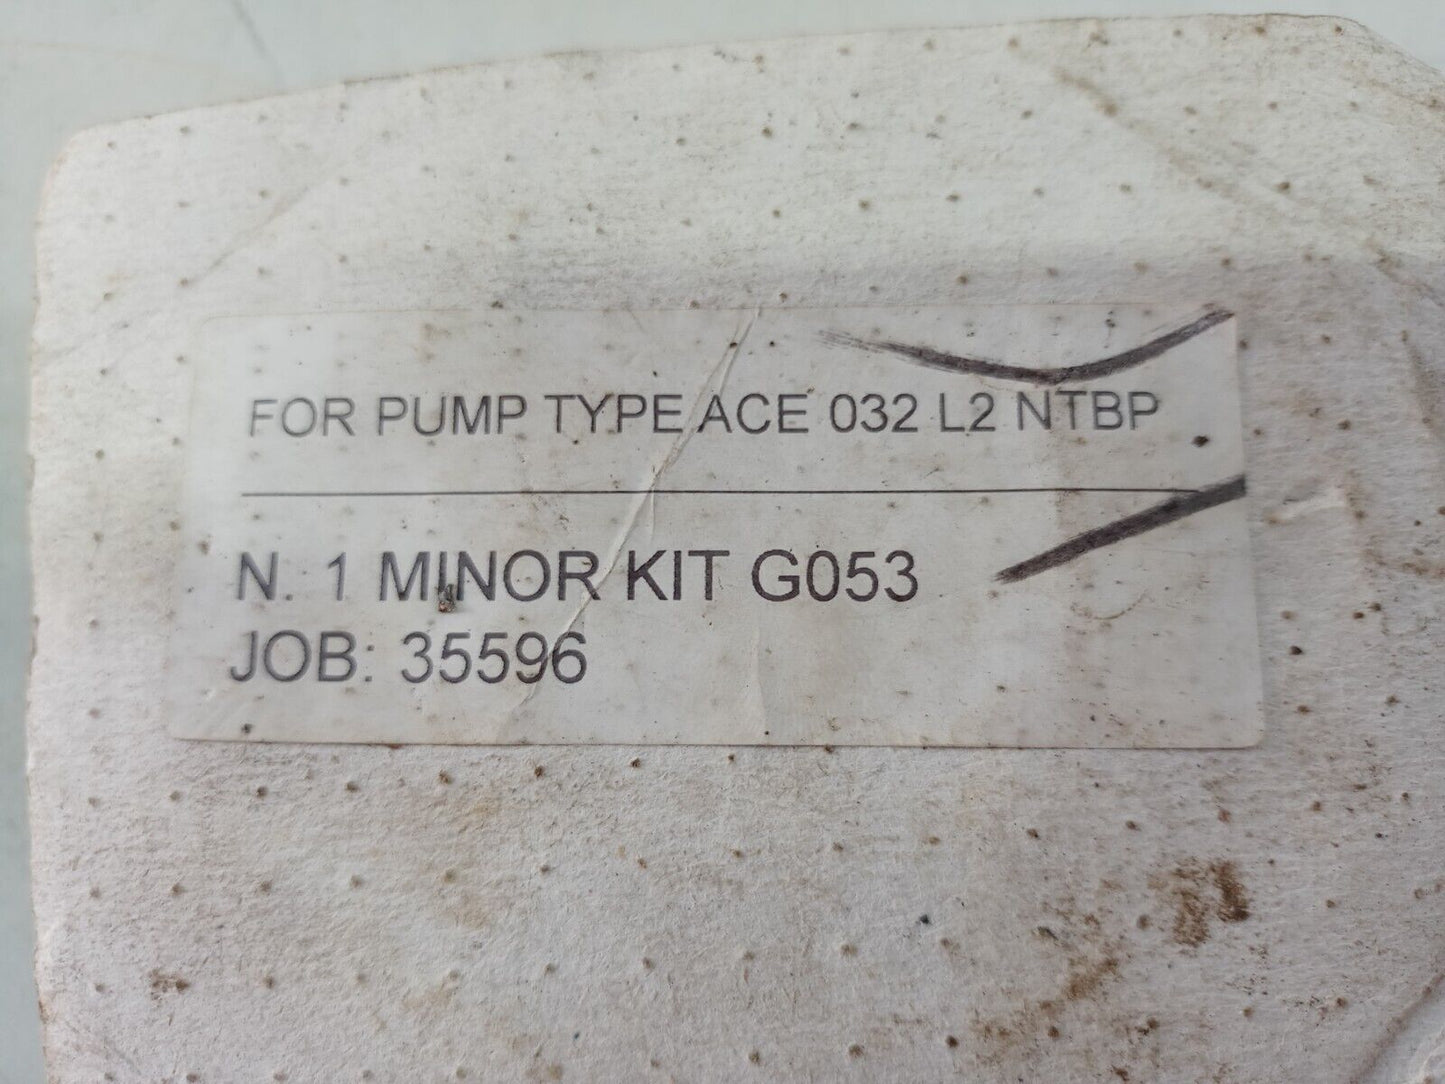 FOR PUMP TYPE ACE 032 L2 NTBP
N. 1 MINOR KIT G053
JOB: 35596